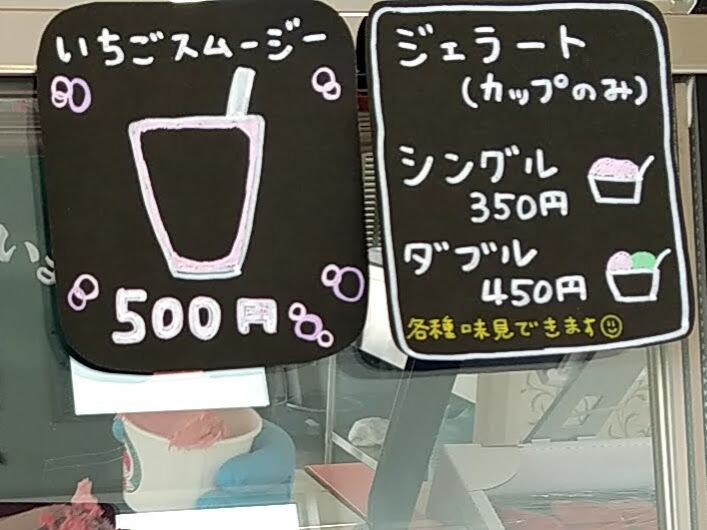 いちごスムージー
500円
ジェラート
(カップのみ)
シングル
350円
ダブル
450円
各種味見できます